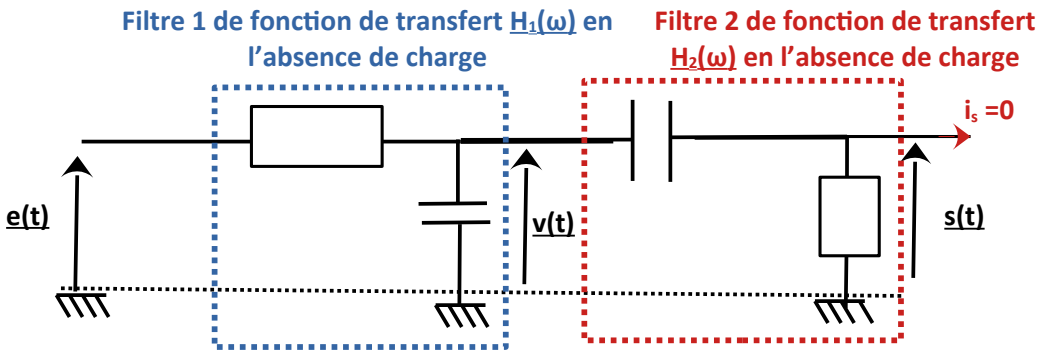 Filtre 1 de fonction de transfert H₁(ω) en
l’absence de charge
Filtre 2 de fonction de transfert
H₂(ω) en l’absence de charge
i_s =0
e(t)
v(t)
s(t)